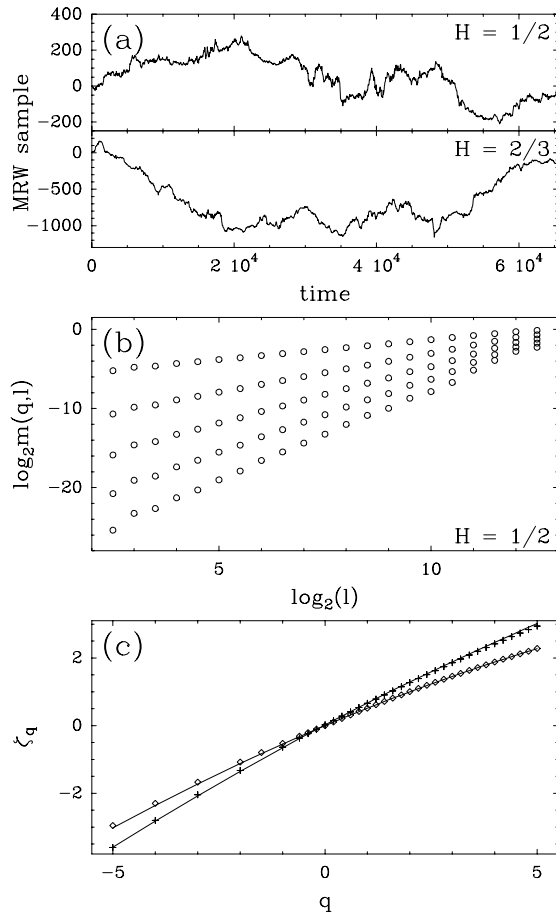 (a)
H = 1/2
400
200
0
−200
MRW sample
H = 2/3
0
−500
−1000
0
2 10⁴
4 10⁴
6 10⁴
time
(b)
0
−10
−20
log₂m(q,l)
H = 1/2
5
10
log₂(l)
(c)
2
0
−2
ζq
−5
0
5
q